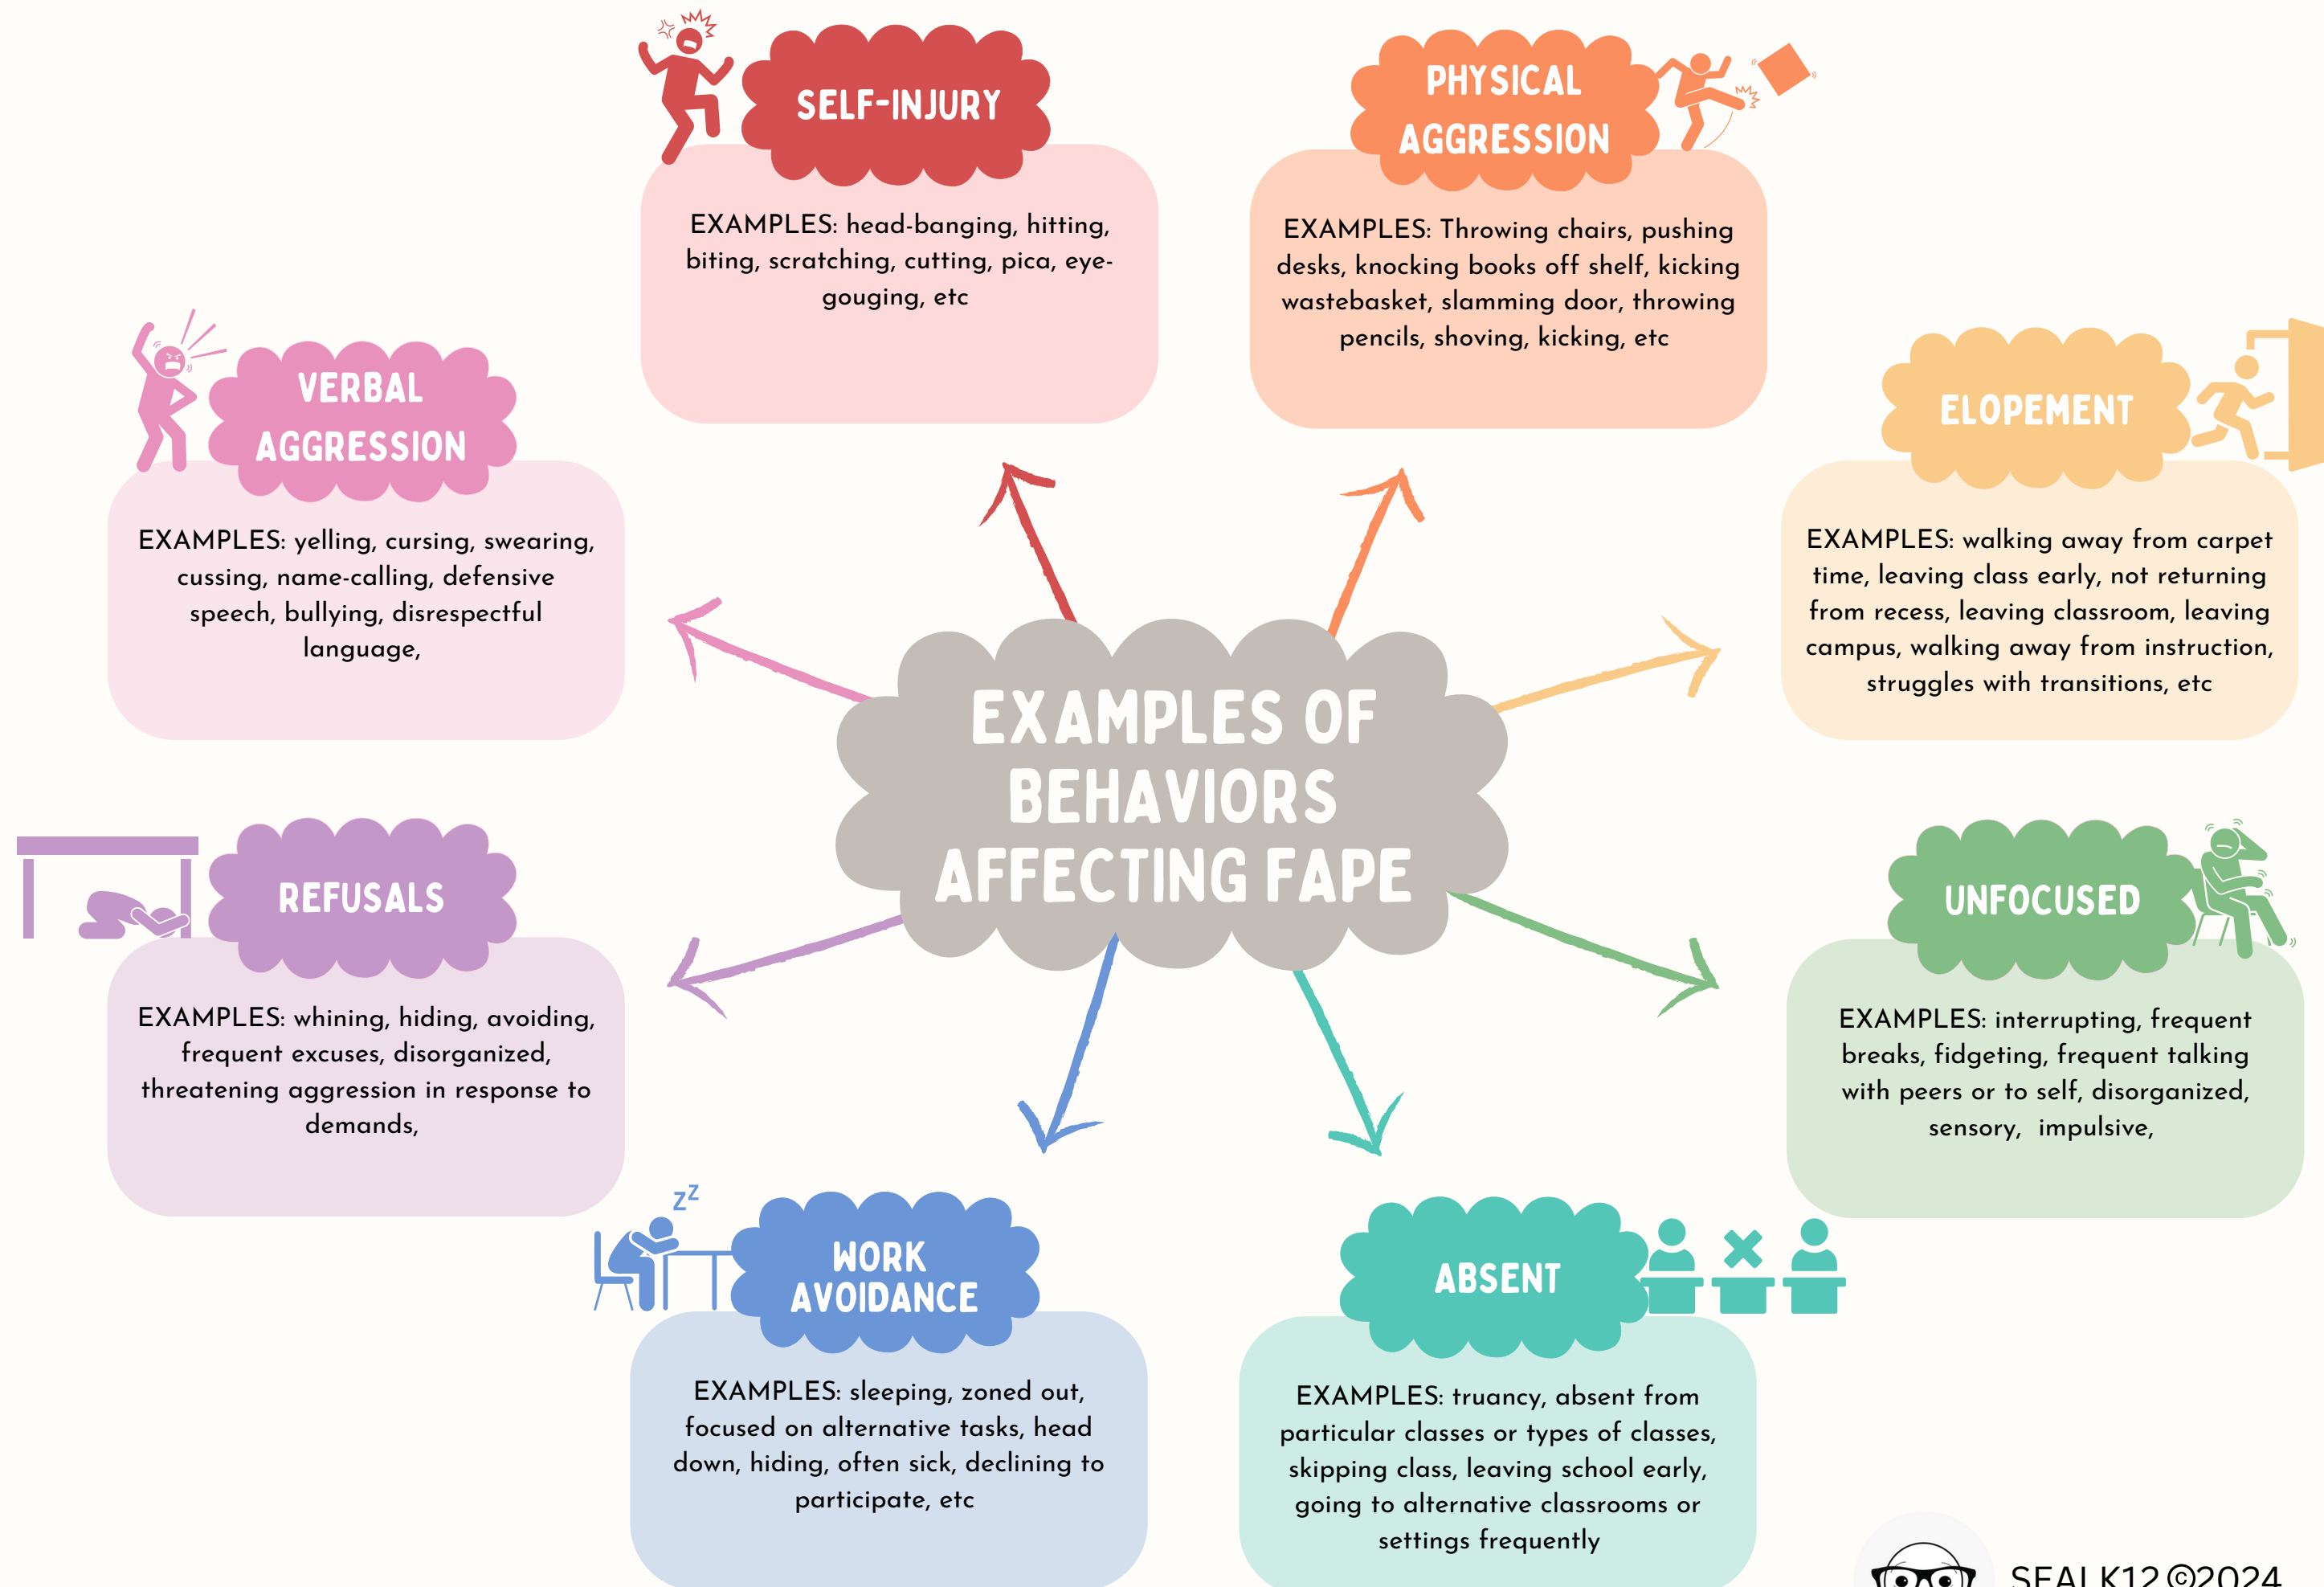 SELF-INJURY
EXAMPLES: head-banging, hitting,
biting, scratching, cutting, pica, eye-
gouging, etc
PHYSICAL
AGGRESSION
EXAMPLES: Throwing chairs, pushing
desks, knocking books off shelf, kicking
wastebasket, slamming door, throwing
pencils, shoving, kicking, etc
VERBAL
AGGRESSION
EXAMPLES: yelling, cursing, swearing,
cussing, name-calling, defensive
speech, bullying, disrespectful
language,
ELOPEMENT
EXAMPLES: walking away from carpet
time, leaving class early, not returning
from recess, leaving classroom, leaving
campus, walking away from instruction,
struggles with transitions, etc
EXAMPLES OF
BEHAVIORS
AFFECTING FAPE
REFUSALS
EXAMPLES: whining, hiding, avoiding,
frequent excuses, disorganized,
threatening aggression in response to
demands,
UNFOCUSED
EXAMPLES: interrupting, frequent
breaks, fidgeting, frequent talking
with peers or to self, disorganized,
sensory, impulsive,
zz
WORK
AVOIDANCE
EXAMPLES: sleeping, zoned out,
focused on alternative tasks, head
down, hiding, often sick, declining to
participate, etc
ABSENT
EXAMPLES: truancy, absent from
particular classes or types of classes,
skipping class, leaving school early,
going to alternative classrooms or
settings frequently
SEALK12 ©2024